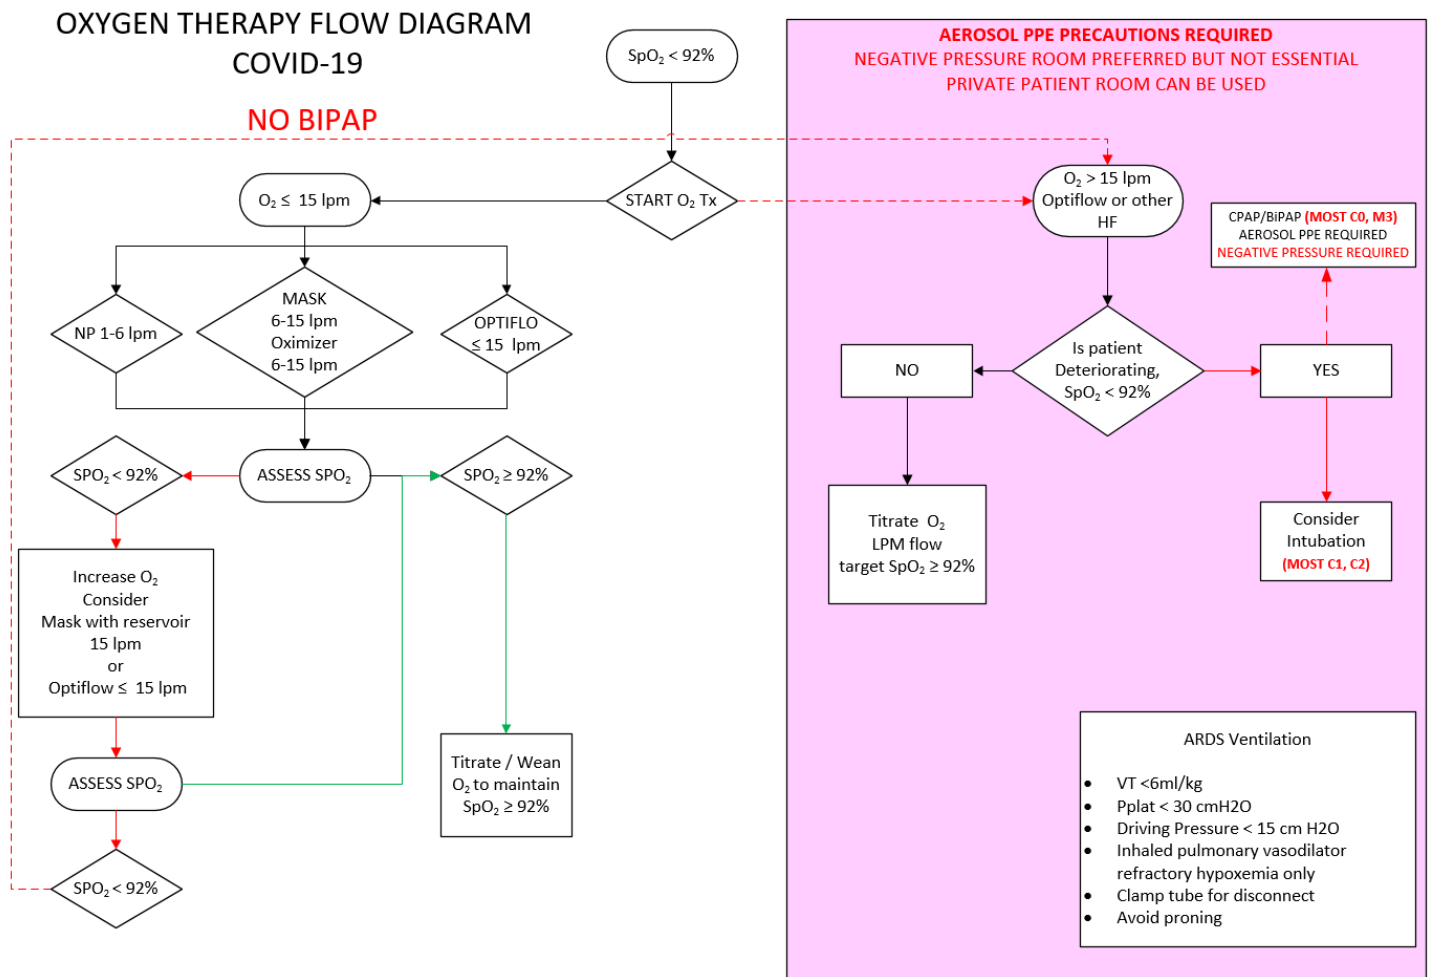 OXYGEN THERAPY FLOW DIAGRAM
COVID-19
NO BIPAP
SpO₂ < 92%
START O₂ Tx
O₂ ≤ 15 lpm
NP 1-6 lpm
MASK
6-15 lpm
Oximizer
6-15 lpm
OPTIFLO
≤ 15 lpm
SPO₂ < 92%
ASSESS SPO₂
SPO₂ ≥ 92%
Increase O₂
Consider
Mask with reservoir
15 lpm
or
Optiflow ≤ 15 lpm
ASSESS SPO₂
SPO₂ < 92%
Titrate / Wean
O₂ to maintain
SpO₂ ≥ 92%
AEROSOL PPE PRECAUTIONS REQUIRED
NEGATIVE PRESSURE ROOM PREFERRED BUT NOT ESSENTIAL
PRIVATE PATIENT ROOM CAN BE USED
O₂ > 15 lpm
Optiflow or other
HF
CPAP/BiPAP (MOST C0, M3)
AEROSOL PPE REQUIRED
NEGATIVE PRESSURE REQUIRED
Is patient
Deteriorating,
SpO₂ < 92%
NO
YES
Titrate O₂
LPM flow
target SpO₂ ≥ 92%
Consider
Intubation
(MOST C1, C2)
ARDS Ventilation
• VT <6ml/kg
• Pplat < 30 cmH2O
• Driving Pressure < 15 cm H2O
• Inhaled pulmonary vasodilator
refractory hypoxemia only
• Clamp tube for disconnect
• Avoid proning